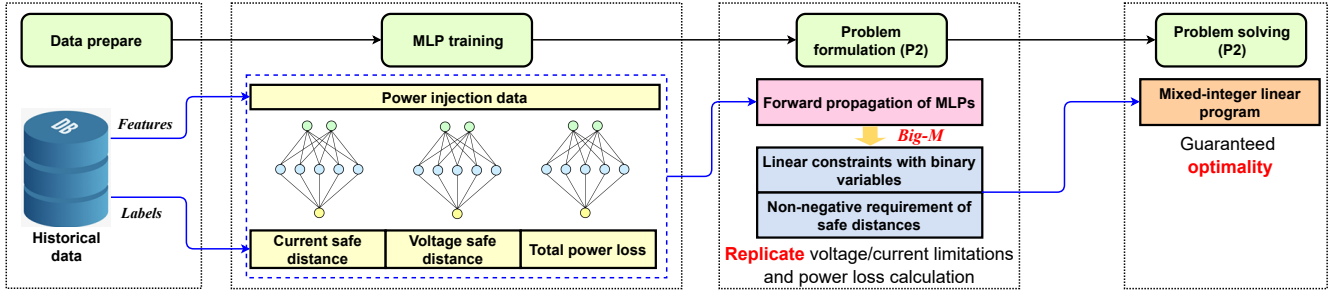 Data prepare
MLP training
Problem
formulation (P2)
Problem solving
(P2)
DB
Features
Labels
Historical
data
Power injection data
Current safe
distance
Voltage safe
distance
Total power loss
Forward propagation of MLPs
Big-M
Linear constraints with binary
variables
Non-negative requirement of
safe distances
Replicate voltage/current limitations
and power loss calculation
Mixed-integer linear
program
Guaranteed
optimality